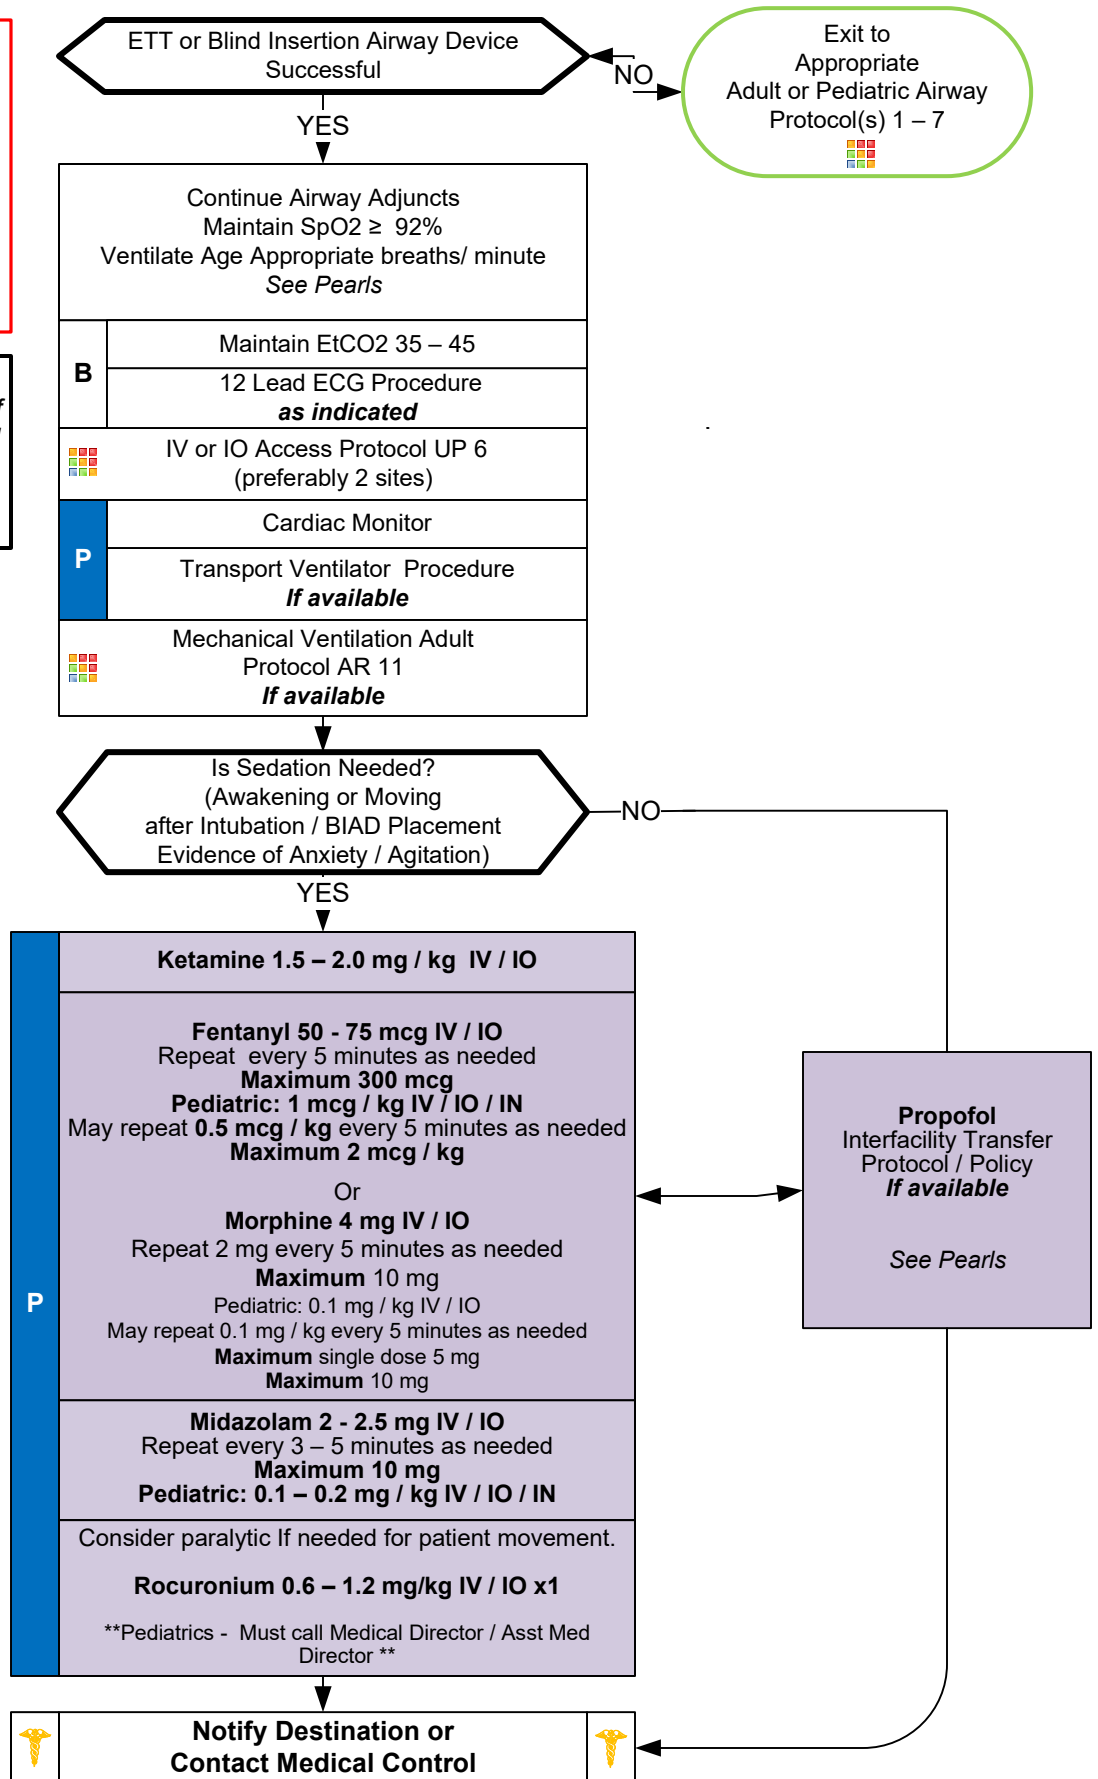 ETT or Blind Insertion Airway Device
Successful
NO
Exit to
Appropriate
Adult or Pediatric Airway
Protocol(s) 1 – 7
YES
Continue Airway Adjuncts
Maintain SpO2 ≥ 92%
Ventilate Age Appropriate breaths/ minute
See Pearls
B
Maintain EtCO2 35 – 45
12 Lead ECG Procedure
as indicated
IV or IO Access Protocol UP 6
(preferably 2 sites)
P
Cardiac Monitor
Transport Ventilator Procedure
If available
Mechanical Ventilation Adult
Protocol AR 11
If available
Is Sedation Needed?
(Awakening or Moving
after Intubation / BIAD Placement
Evidence of Anxiety / Agitation)
NO
YES
P
Ketamine 1.5 – 2.0 mg / kg IV / IO
Fentanyl 50 - 75 mcg IV / IO
Repeat every 5 minutes as needed
Maximum 300 mcg
Pediatric: 1 mcg / kg IV / IO / IN
May repeat 0.5 mcg / kg every 5 minutes as needed
Maximum 2 mcg / kg
Or
Morphine 4 mg IV / IO
Repeat 2 mg every 5 minutes as needed
Maximum 10 mg
Pediatric: 0.1 mg / kg IV / IO
May repeat 0.1 mg / kg every 5 minutes as needed
Maximum single dose 5 mg
Maximum 10 mg
Midazolam 2 - 2.5 mg IV / IO
Repeat every 3 – 5 minutes as needed
Maximum 10 mg
Pediatric: 0.1 – 0.2 mg / kg IV / IO / IN
Consider paralytic If needed for patient movement.
Rocuronium 0.6 – 1.2 mg/kg IV / IO x1
**Pediatrics - Must call Medical Director / Asst Med
Director **
Propofol
Interfacility Transfer
Protocol / Policy
If available
See Pearls
Notify Destination or
Contact Medical Control